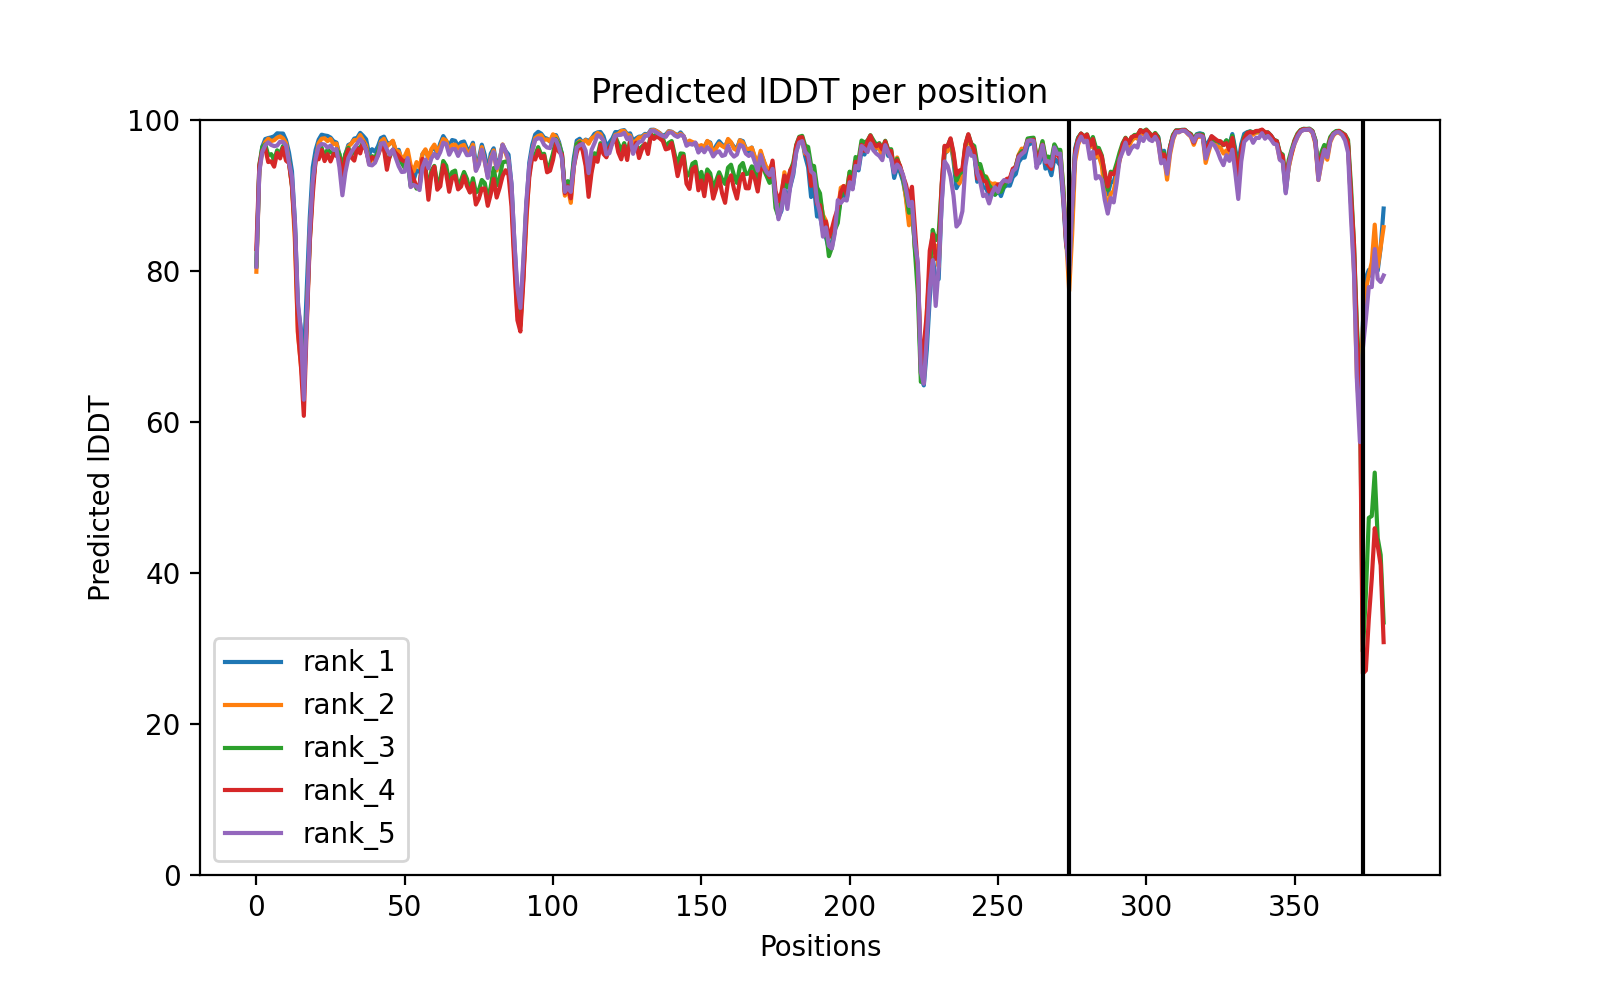 Predicted lDDT per position
Predicted lDDT
100
80
60
40
20
0
rank_1
rank_2
rank_3
rank_4
rank_5
0 50 100 150 200 250 300 350
Positions